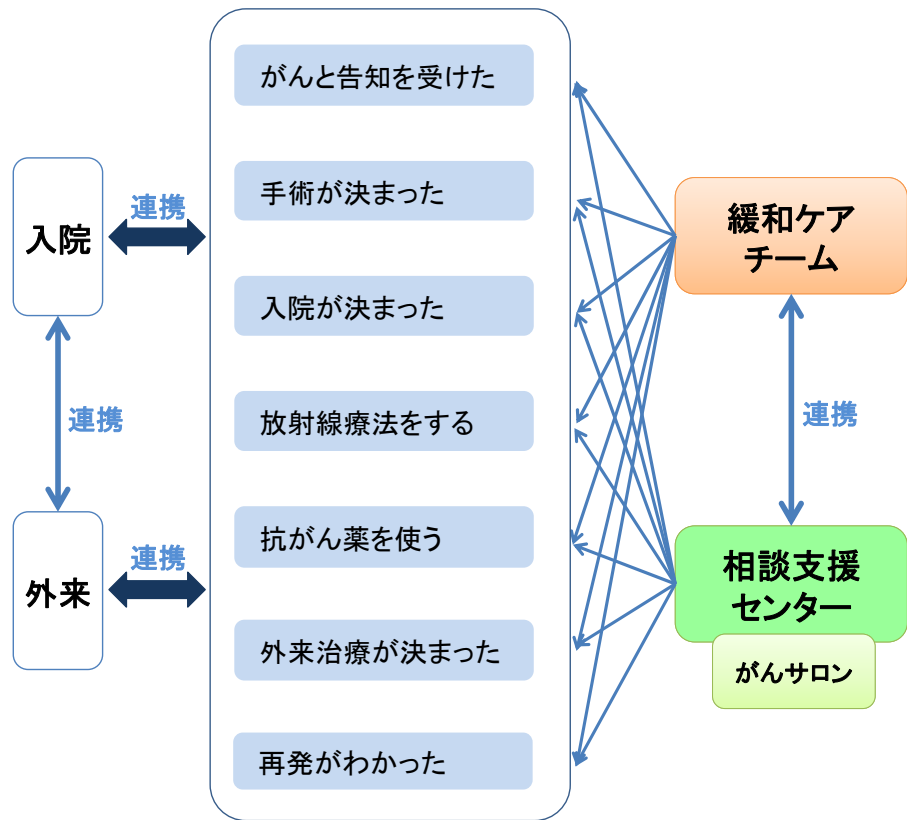 がんと告知を受けた
手術が決まった
入院が決まった
放射線療法をする
抗がん薬を使う
外来治療が決まった
再発がわかった
入院
連携
連携
外来
連携
緩和ケア
チーム
連携
相談支援
センター
がんサロン